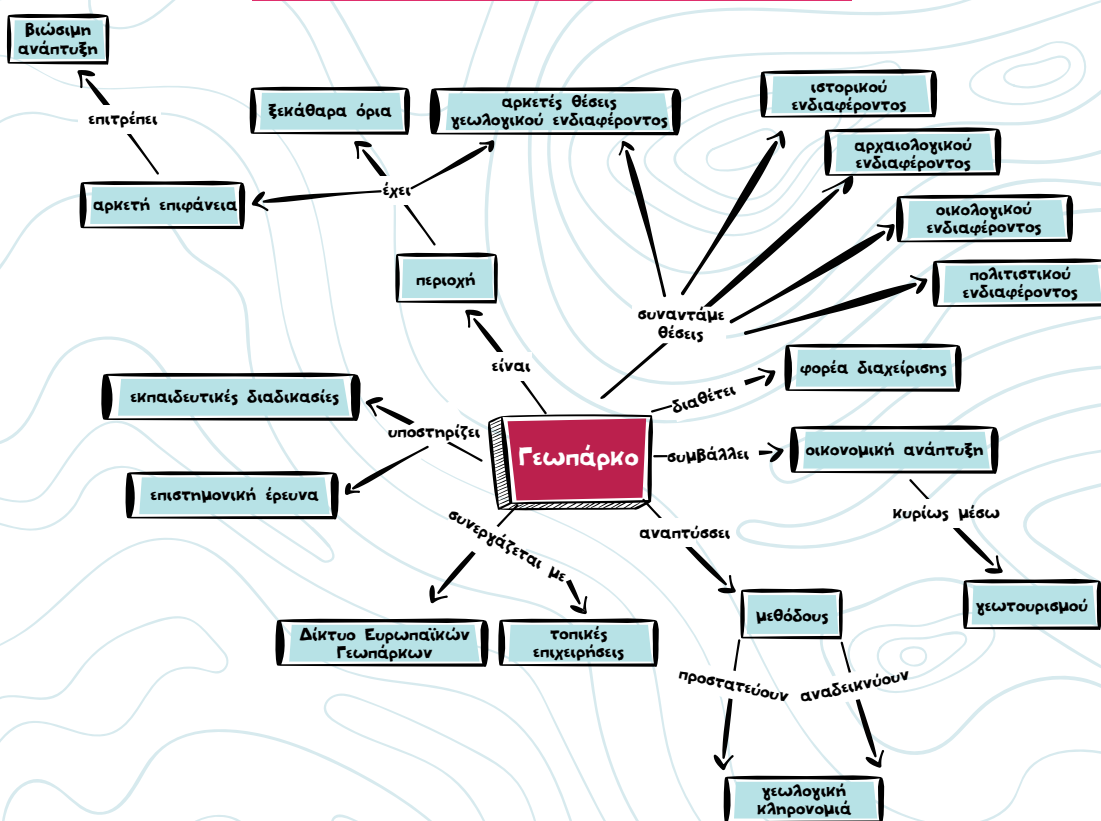 βιώσιμη
ανάπτυξη
επιτρέπει
αρκετή επιφάνεια
ξεκάθαρα όρια
αρκετές θέσεις
γεωλογικού ενδιαφέροντος
έχει
περιοχή
είναι
ιστορικού
ενδιαφέροντος
αρχαιολογικού
ενδιαφέροντος
οικολογικού
ενδιαφέροντος
πολιτιστικού
ενδιαφέροντος
συναντάμε
θέσεις
φορέα διαχείρισης
διαθέτει
εκπαιδευτικές διαδικασίες
υποστηρίζει
επιστημονική έρευνα
Γεωπάρκο
συμβάλλει
οικονομική ανάπτυξη
κυρίως μέσω
γεωτουρισμού
συνεργάζεται με
Δίκτυο Ευρωπαϊκών
Γεωπάρκων
τοπικές
επιχειρήσεις
αναπτύσσει
μεθόδους
προστατεύουν
αναδεικνύουν
γεωλογική
κληρονομιά